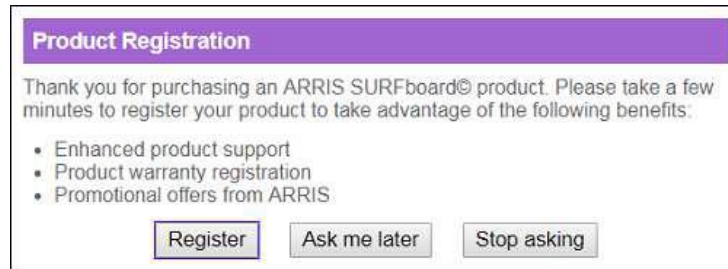 Product Registration
Thank you for purchasing an ARRIS SURFboard© product. Please take a few
minutes to register your product to take advantage of the following benefits:
• Enhanced product support
• Product warranty registration
• Promotional offers from ARRIS
Register Ask me later Stop asking